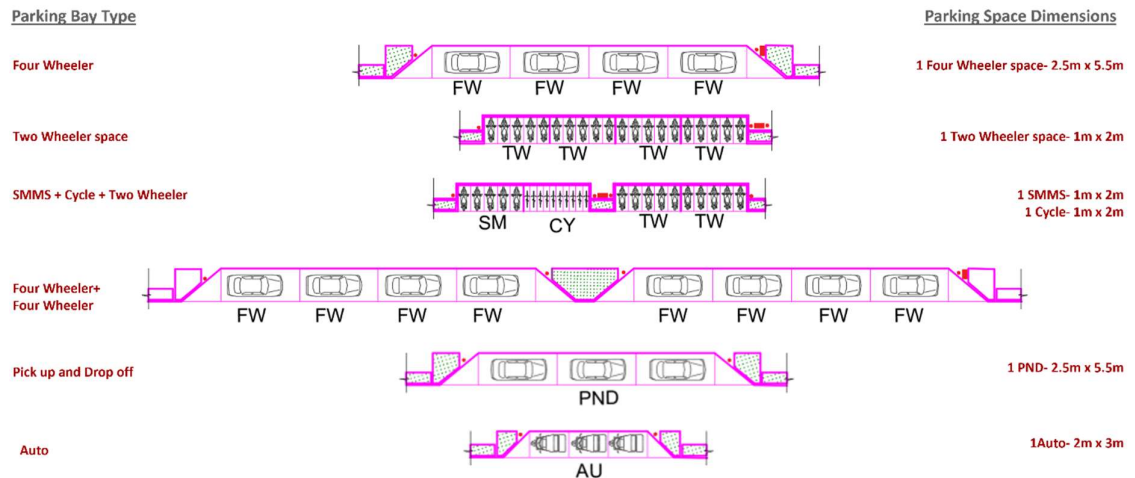 Parking Bay Type
Parking Space Dimensions
Four Wheeler
1 Four Wheeler space- 2.5m x 5.5m
FW FW FW FW
Two Wheeler space
1 Two Wheeler space- 1m x 2m
TW TW TW TW
SMMS + Cycle + Two Wheeler
1 SMMS- 1m x 2m
1 Cycle- 1m x 2m
SM CY TW TW
Four Wheeler+
Four Wheeler
FW FW FW FW FW FW FW FW
Pick up and Drop off
1 PND- 2.5m x 5.5m
PND
Auto
1Auto- 2m x 3m
AU